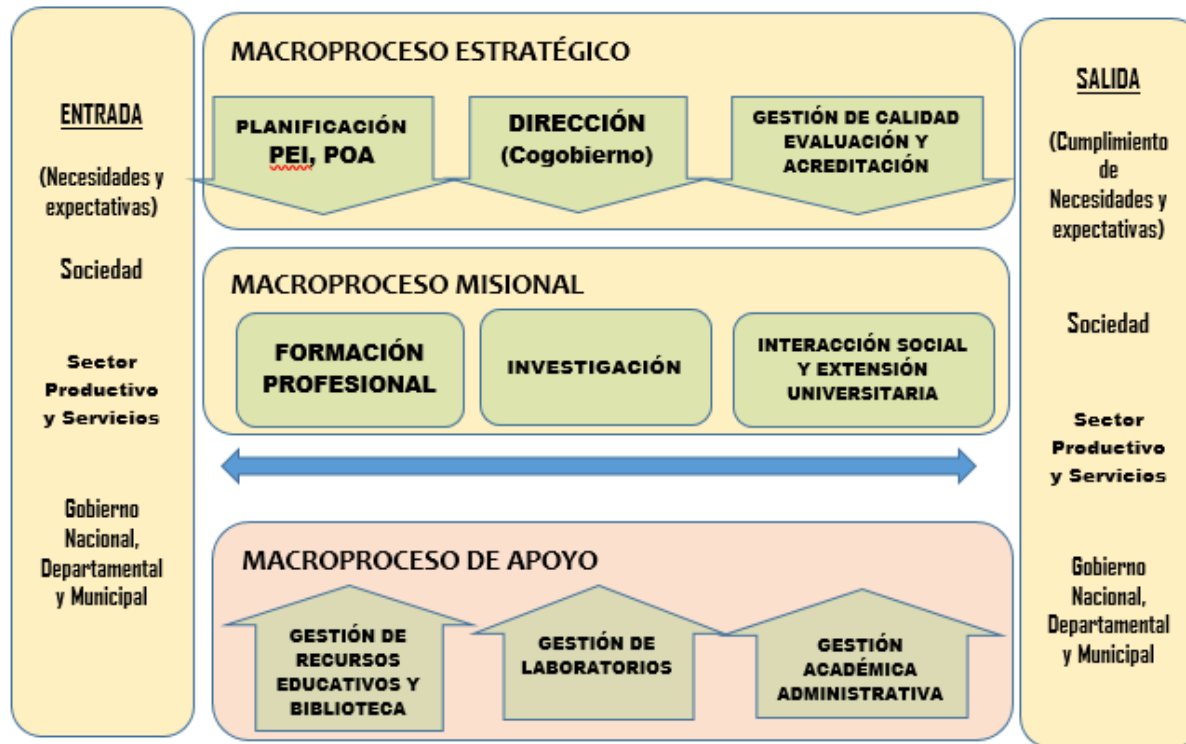 ENTRADA
(Necesidades y
expectativas)
Sociedad
Sector
Productivo
y Servicios
Gobierno
Nacional,
Departamental
y Municipal
MACROPROCESO ESTRATÉGICO
PLANIFICACIÓN
PEI, POA
DIRECCIÓN
(Cogobierno)
GESTIÓN DE CALIDAD
EVALUACIÓN Y
ACREDITACIÓN
MACROPROCESO MISIONAL
FORMACIÓN
PROFESIONAL
INVESTIGACIÓN
INTERACCIÓN SOCIAL
Y EXTENSIÓN
UNIVERSITARIA
MACROPROCESO DE APOYO
GESTIÓN DE
RECURSOS
EDUCATIVOS Y
BIBLIOTECA
GESTIÓN DE
LABORATORIOS
GESTIÓN
ACADÉMICA
ADMINISTRATIVA
SALIDA
(Cumplimiento
de
Necesidades y
expectativas)
Sociedad
Sector
Productivo
y Servicios
Gobierno
Nacional,
Departamental
y Municipal